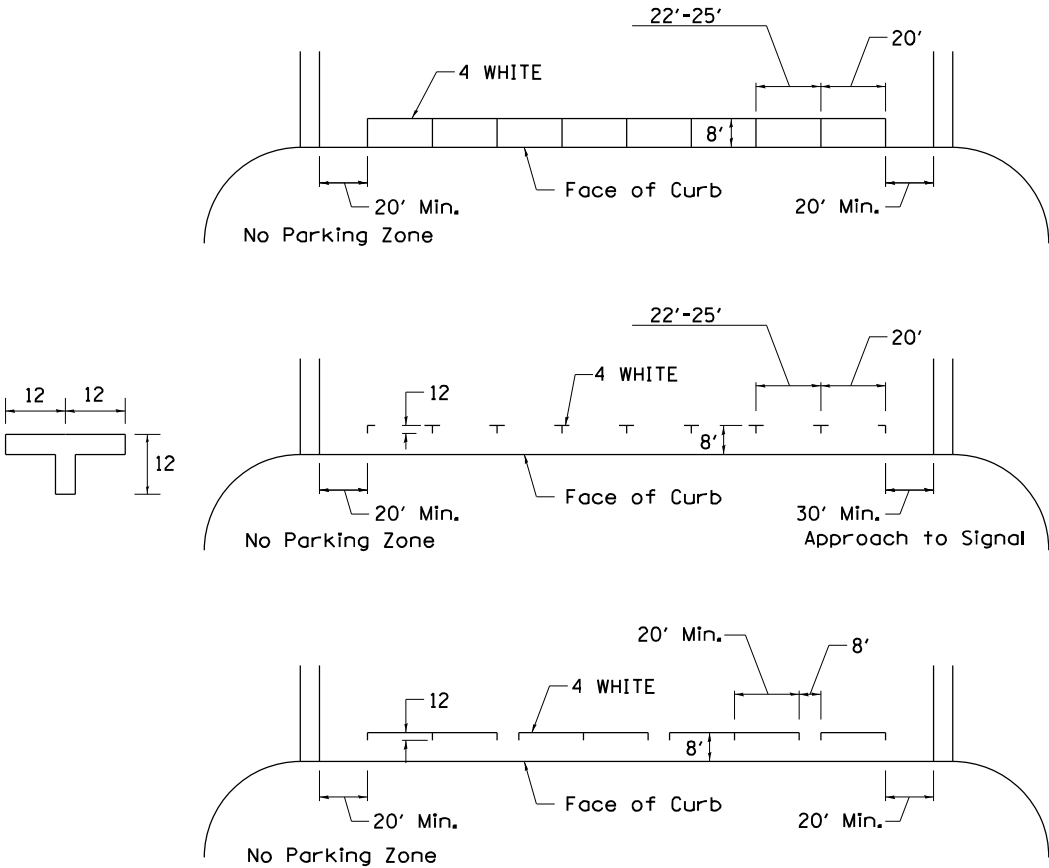 22'-25'
20'
4 WHITE
8'
Face of Curb
20' Min.
20' Min.
No Parking Zone
22'-25'
20'
12
4 WHITE
12 12
8'
12
Face of Curb
20' Min.
30' Min.
No Parking Zone
Approach to Signal
20' Min.
8'
12
4 WHITE
8'
Face of Curb
20' Min.
20' Min.
No Parking Zone